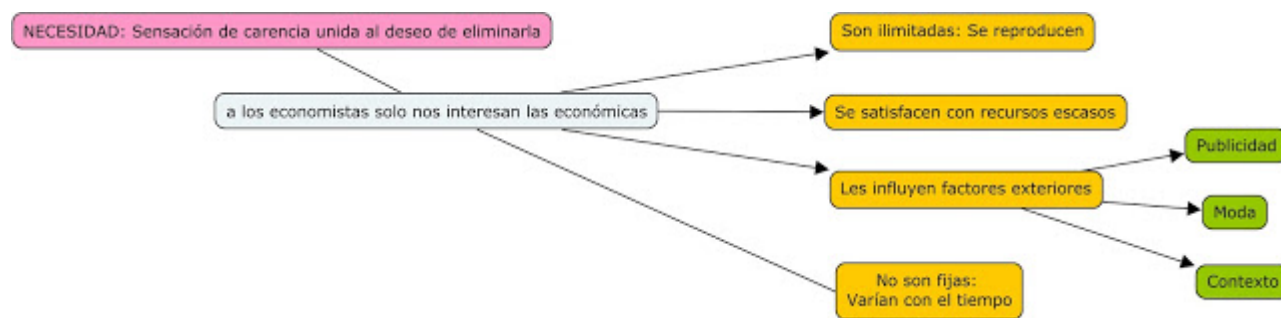 NECESIDAD: Sensación de carencia unida al deseo de eliminarla
a los economistas solo nos interesan las económicas
Son ilimitadas: Se reproducen
Se satisfacen con recursos escasos
Les influyen factores exteriores
Publicidad
Moda
Contexto
No son fijas:
Varían con el tiempo